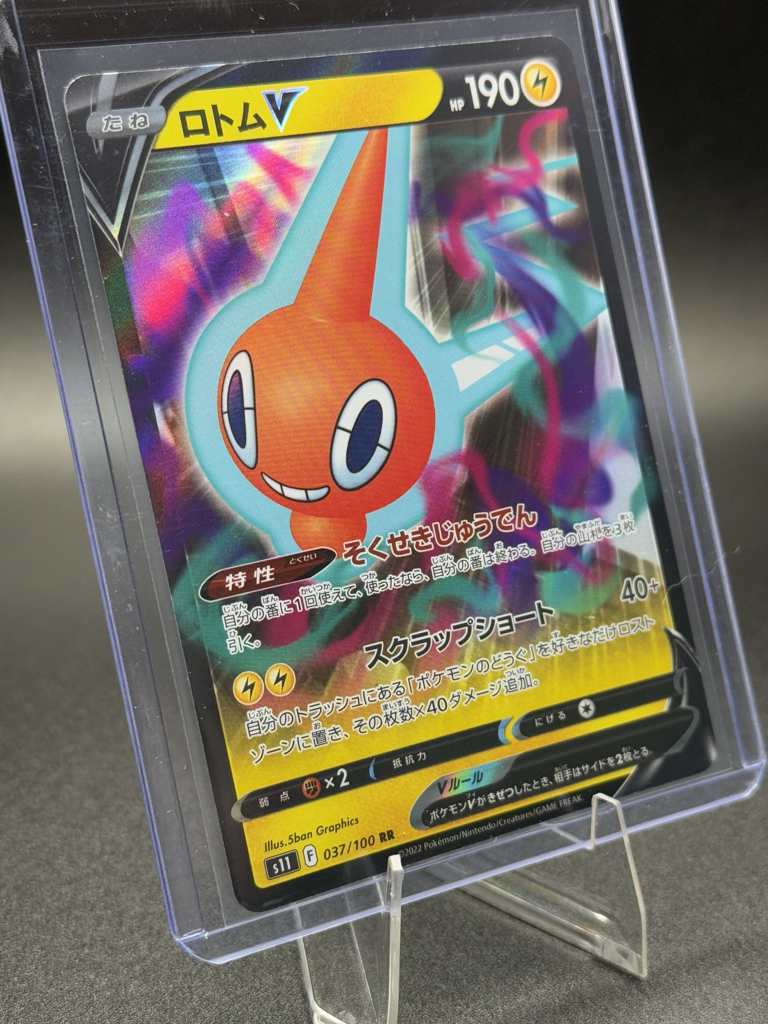 たね ロトムV HP 190
特性 とくせい そくせきじゅうでん
自分の番に1回使えて、使ったなら、自分の番は終わる。自分の山札を3枚
引く。
スクラップショート 40+
自分のトラッシュにある「ポケモンのどうぐ」を好きなだけロスト
ゾーンに置き、その枚数×40ダメージ追加。
弱点 ×2 抵抗力 にげる
Vルール
ポケモンVがきぜつしたとき、相手はサイドを2枚とる。
Illus.5ban Graphics
s11 F 037/100 RR ©2022 Pokémon/Nintendo/Creatures/GAME FREAK.